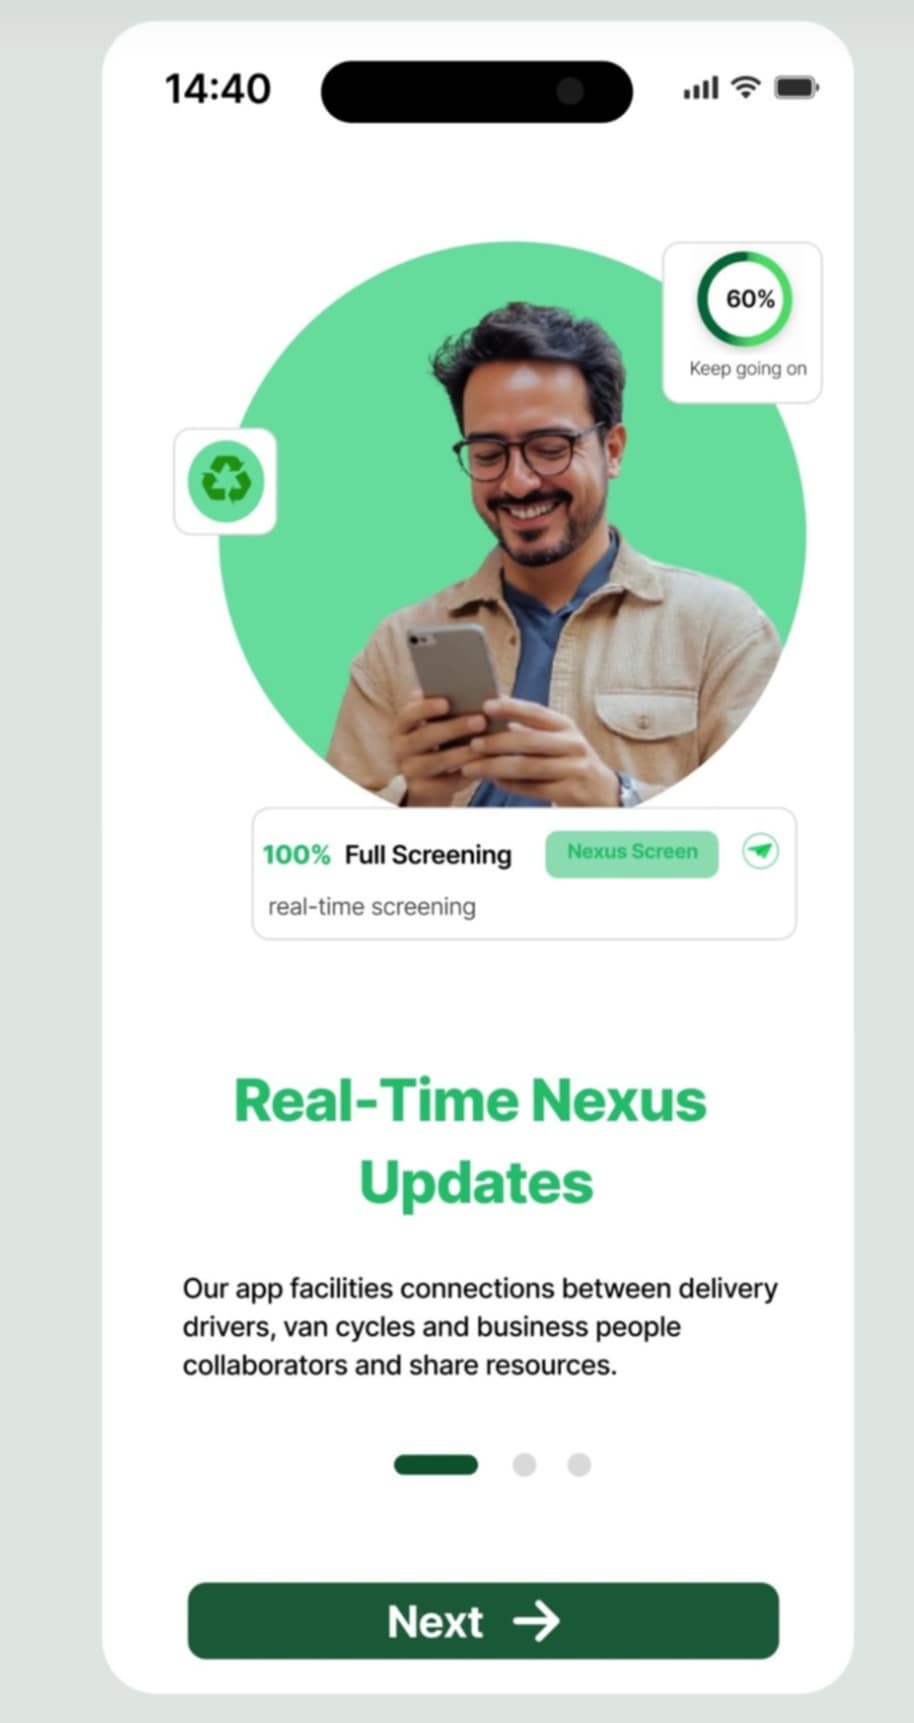 14:40
60%
Keep going on
100% Full Screening
Nexus Screen
real-time screening
Real-Time Nexus
Updates
Our app facilities connections between delivery
drivers, van cycles and business people
collaborators and share resources.
Next